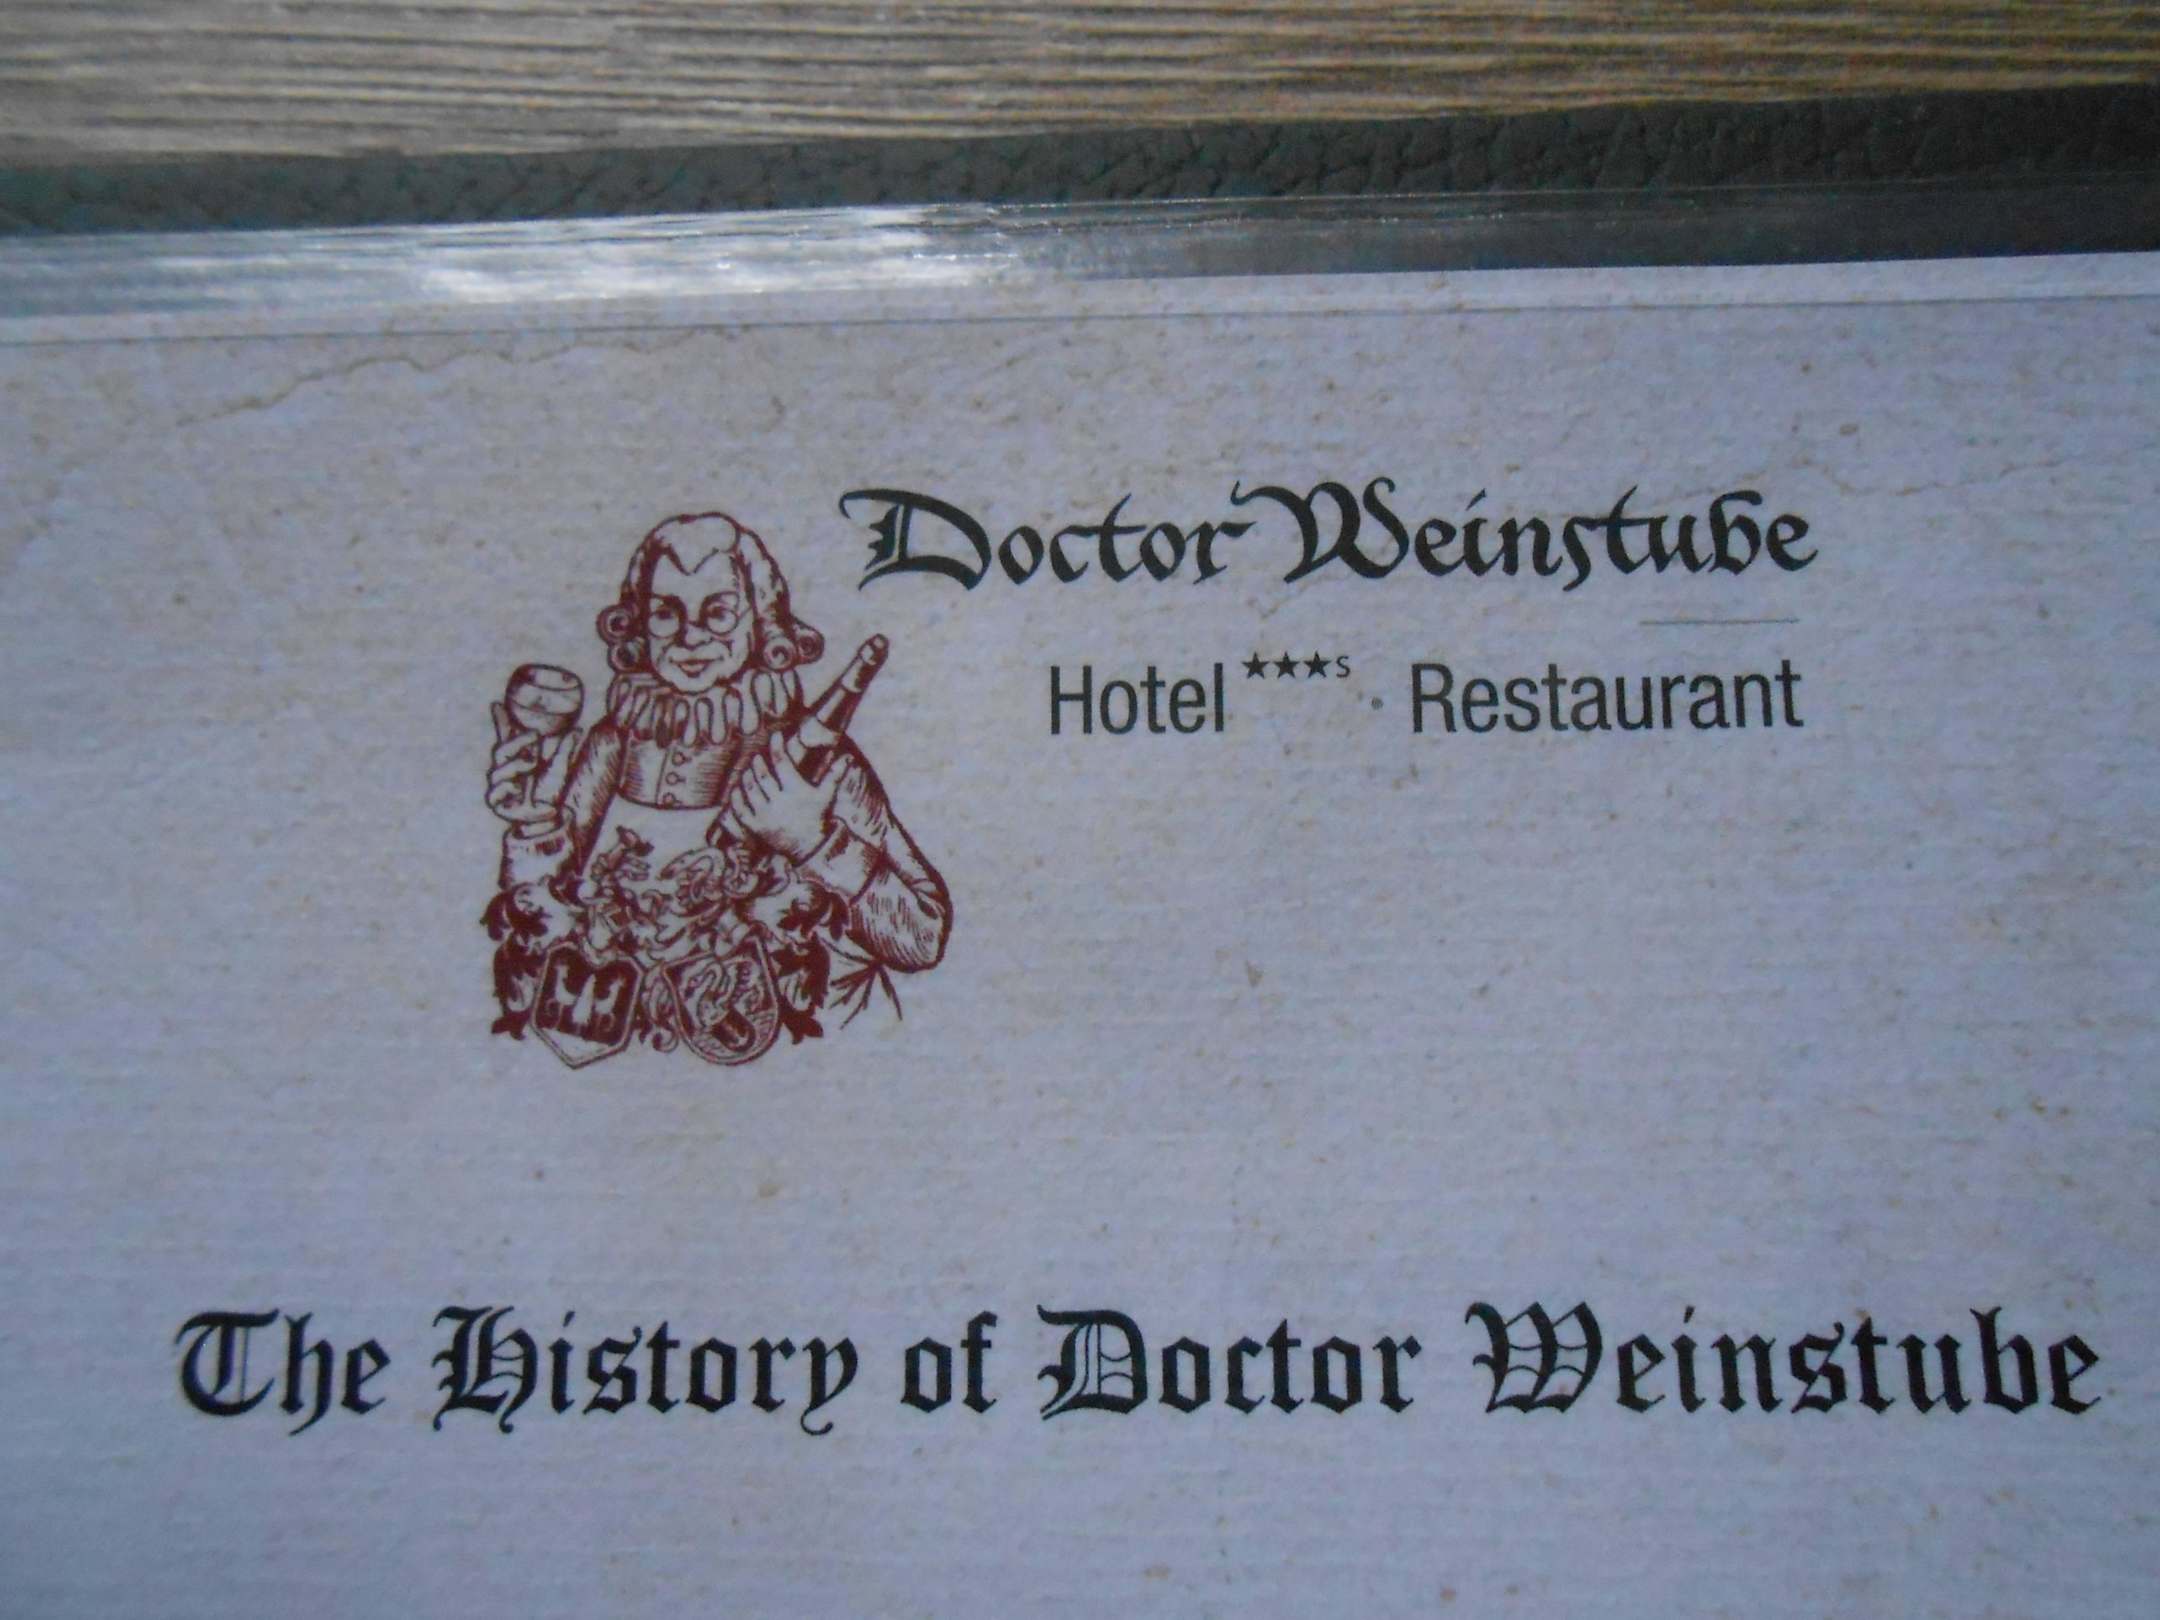 Doctor Weinstube
Hotel ★★★S · Restaurant
The History of Doctor Weinstube